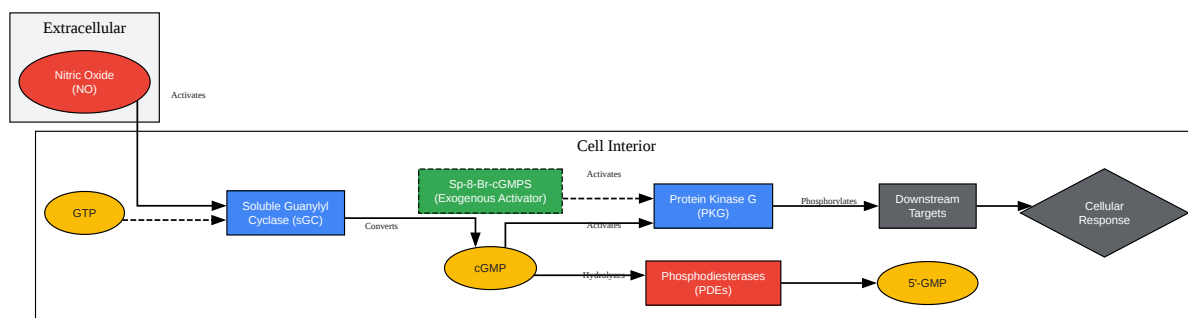 Extracellular
Nitric Oxide
(NO)
Activates
Cell Interior
GTP
Soluble Guanylyl
Cyclase (sGC)
Converts
Sp-8-Br-cGMPS
(Exogenous Activator)
Activates
Activates
cGMP
Hydrolyzes
Protein Kinase G
(PKG)
Phosphorylates
Downstream
Targets
Cellular
Response
Phosphodiesterases
(PDEs)
5'-GMP